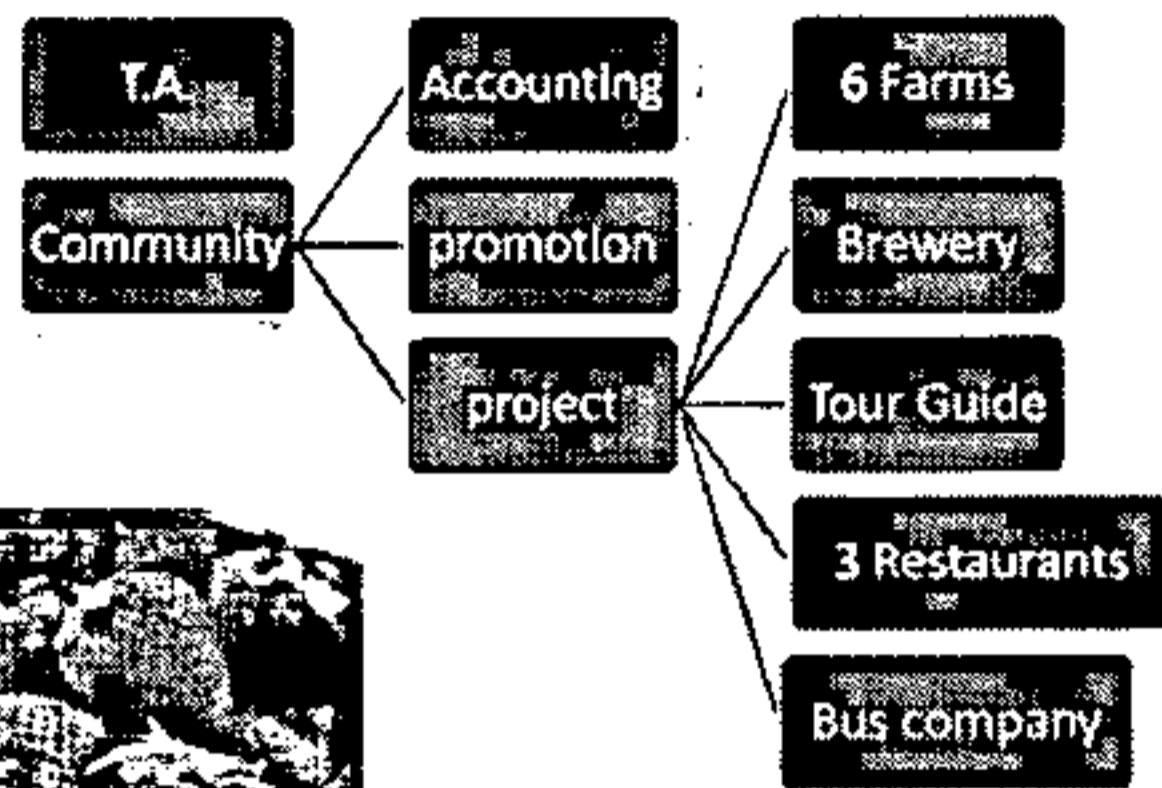 T.A.
Community
Accounting
promotion
project
6 Farms
Brewery
Tour Guide
3 Restaurants
Bus company